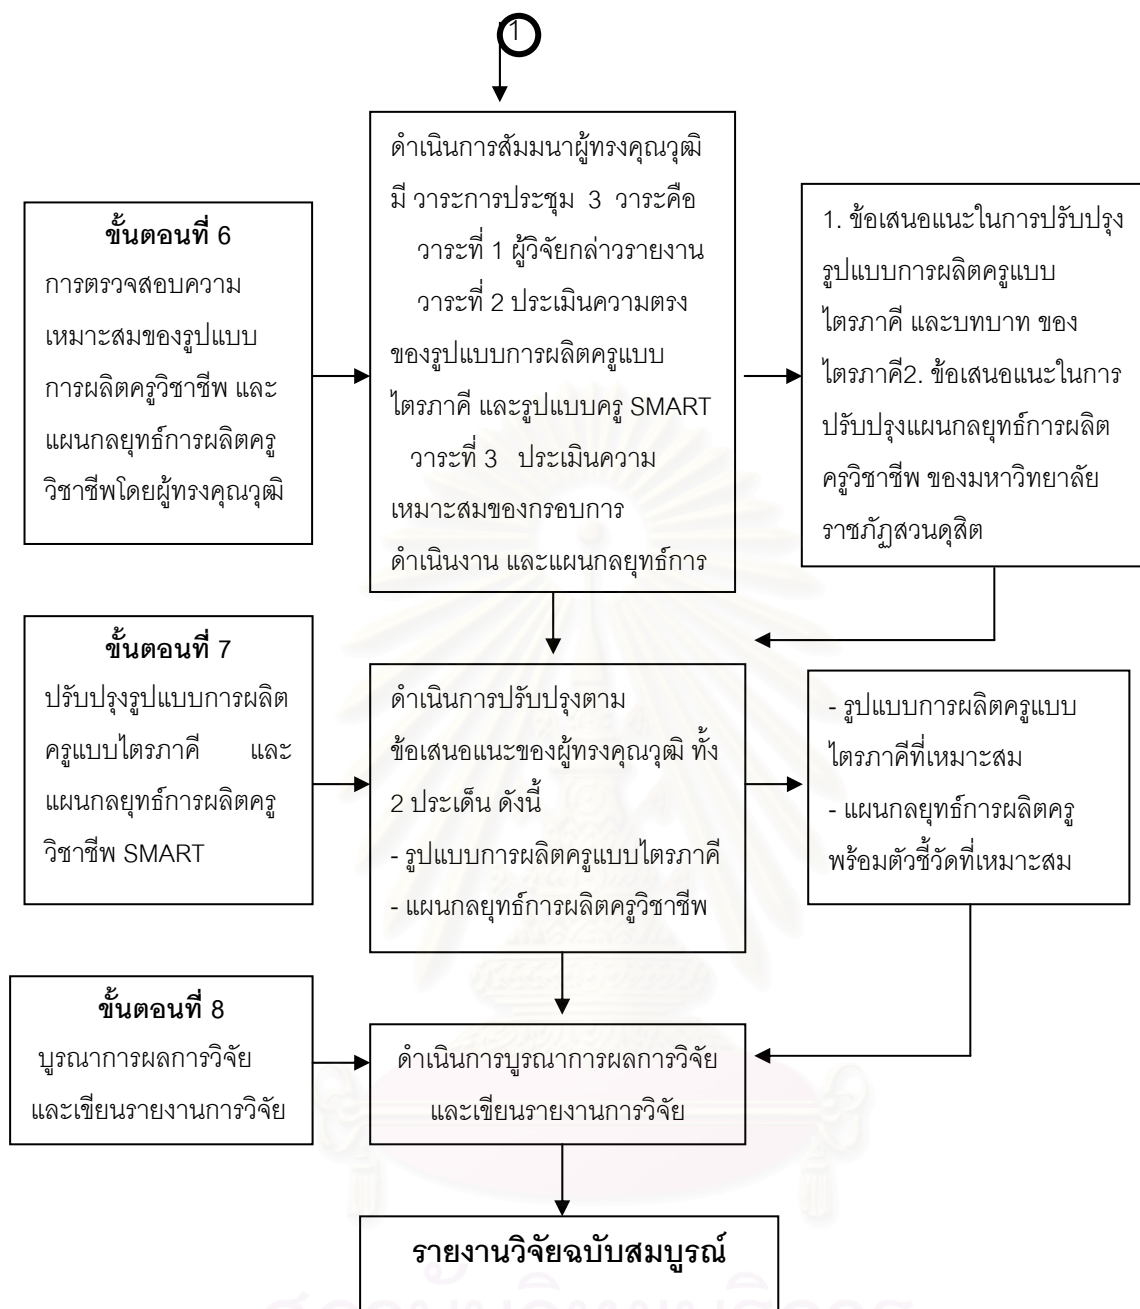 1
ดำเนินการสัมมนาผู้ทรงคุณวุฒิ
มี วาระการประชุม 3 วาระคือ
วาระที่ 1 ผู้วิจัยกล่าวรายงาน
วาระที่ 2 ประเมินความตรง
ของรูปแบบการผลิตครูแบบ
ไตรภาคี และรูปแบบครู SMART
วาระที่ 3 ประเมินความ
เหมาะสมของกรอบการ
ดำเนินงาน และแผนกลยุทธ์การ
ขั้นตอนที่ 6
การตรวจสอบความ
เหมาะสมของรูปแบบ
การผลิตครูวิชาชีพ และ
แผนกลยุทธ์การผลิตครู
วิชาชีพโดยผู้ทรงคุณวุฒิ
1. ข้อเสนอแนะในการปรับปรุง
รูปแบบการผลิตครูแบบ
ไตรภาคี และบทบาท ของ
ไตรภาคี2. ข้อเสนอแนะในการ
ปรับปรุงแผนกลยุทธ์การผลิต
ครูวิชาชีพ ของมหาวิทยาลัย
ราชภัฏสวนดุสิต
ขั้นตอนที่ 7
ปรับปรุงรูปแบบการผลิต
ครูแบบไตรภาคี และ
แผนกลยุทธ์การผลิตครู
วิชาชีพ SMART
ดำเนินการปรับปรุงตาม
ข้อเสนอแนะของผู้ทรงคุณวุฒิ ทั้ง
2 ประเด็น ดังนี้
- รูปแบบการผลิตครูแบบไตรภาคี
- แผนกลยุทธ์การผลิตครูวิชาชีพ
- รูปแบบการผลิตครูแบบ
ไตรภาคีที่เหมาะสม
- แผนกลยุทธ์การผลิตครู
พร้อมตัวชี้วัดที่เหมาะสม
ขั้นตอนที่ 8
บูรณาการผลการวิจัย
และเขียนรายงานการวิจัย
ดำเนินการบูรณาการผลการวิจัย
และเขียนรายงานการวิจัย
รายงานวิจัยฉบับสมบูรณ์